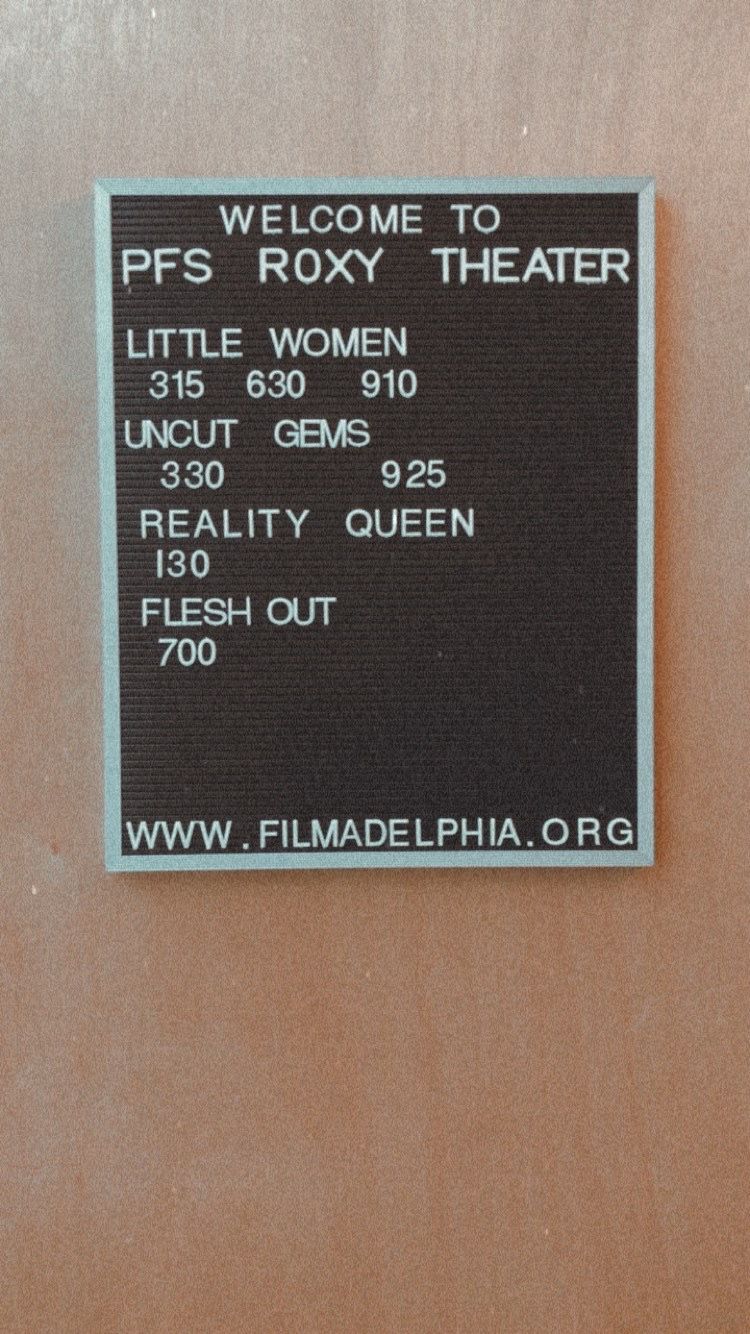 WELCOME TO
PFS ROXY THEATER
LITTLE WOMEN
315 630 910
UNCUT GEMS
330 925
REALITY QUEEN
130
FLESH OUT
700
WWW.FILMADELPHIA.ORG